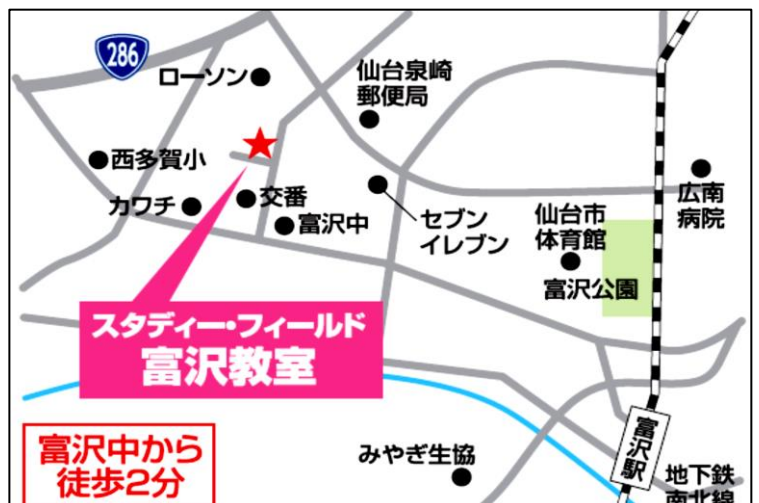 286
ローソン
仙台泉崎
郵便局
西多賀小
カワチ
交番
富沢中
セブン
イレブン
仙台市
体育館
広南
病院
富沢公園
スタディー・フィールド
富沢教室
富沢中から
徒歩2分
みやぎ生協
富沢駅
地下鉄
南北線